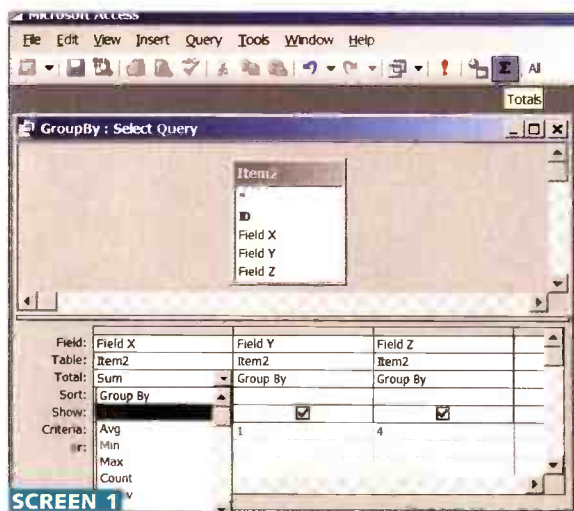 Microsoft Access
File Edit View Insert Query Tools Window Help
Σ All
Totals
GroupBy : Select Query
Item2
*
ID
Field X
Field Y
Field Z
Field: Field X Field Y Field Z
Table: Item2 Item2 Item2
Total: Sum Group By Group By
Sort: Group By
Show:
Criteria: Avg 1 4
Min
Max
Count
SCREEN 1